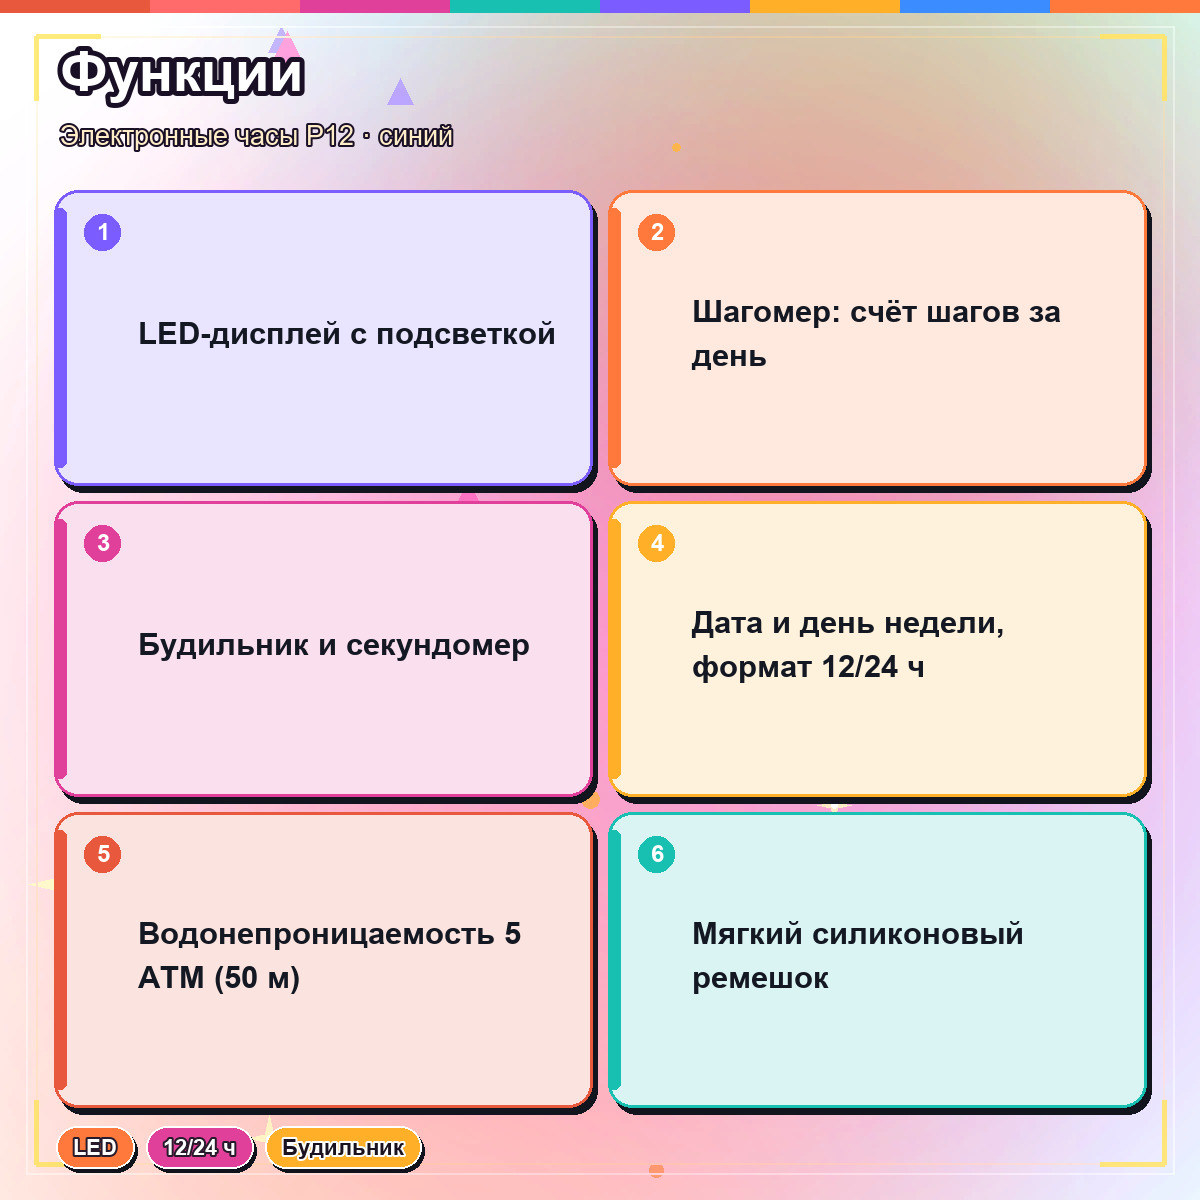 Функции
Электронные часы P12 · синий
1
LED-дисплей с подсветкой
2
Шагомер: счёт шагов за
день
3
Будильник и секундомер
4
Дата и день недели,
формат 12/24 ч
5
Водонепроницаемость 5
ATM (50 м)
6
Мягкий силиконовый
ремешок
LED
12/24 ч
Будильник